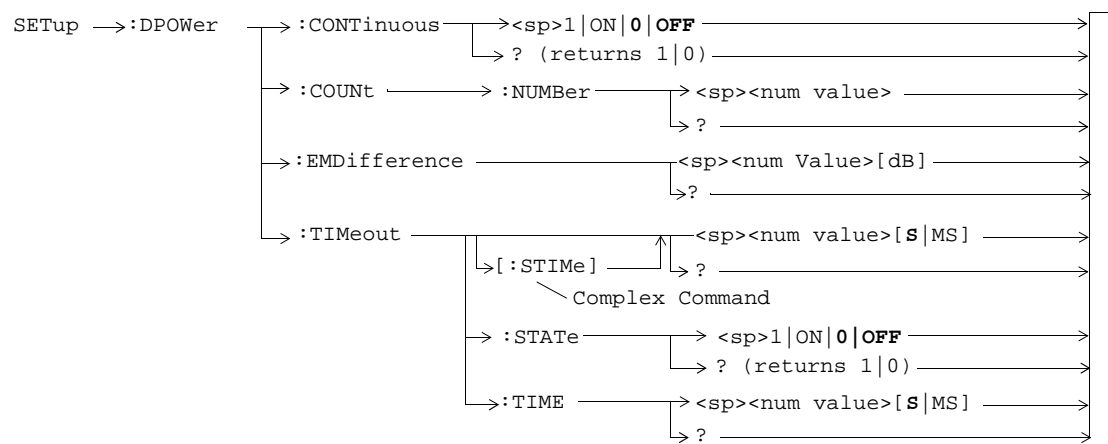 SETup :DPOWer :CONTinuous <sp>1|ON|0|OFF
? (returns 1|0)
:COUNt :NUMBer <sp><num value>
?
:EMDifference <sp><num Value>[dB]
?
:TIMeout <sp><num value>[S|MS]
[:STIMe] ?
Complex Command
:STATe <sp>1|ON|0|OFF
? (returns 1|0)
:TIME <sp><num value>[S|MS]
?